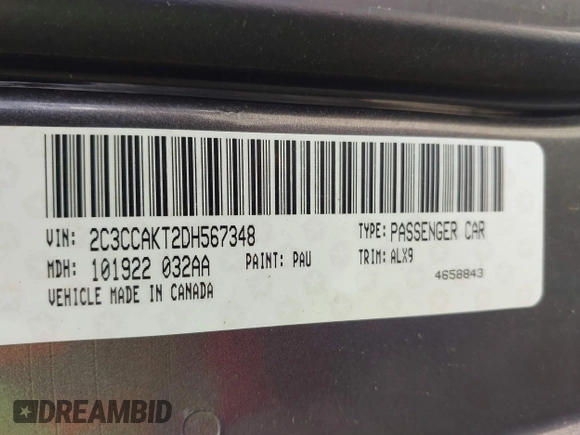 VIN: 2C3CCAKT2DH567348 TYPE: PASSENGER CAR
MDH: 101922 032AA PAINT: PAU TRIM: ALX9
VEHICLE MADE IN CANADA 4658843
DREAMBID